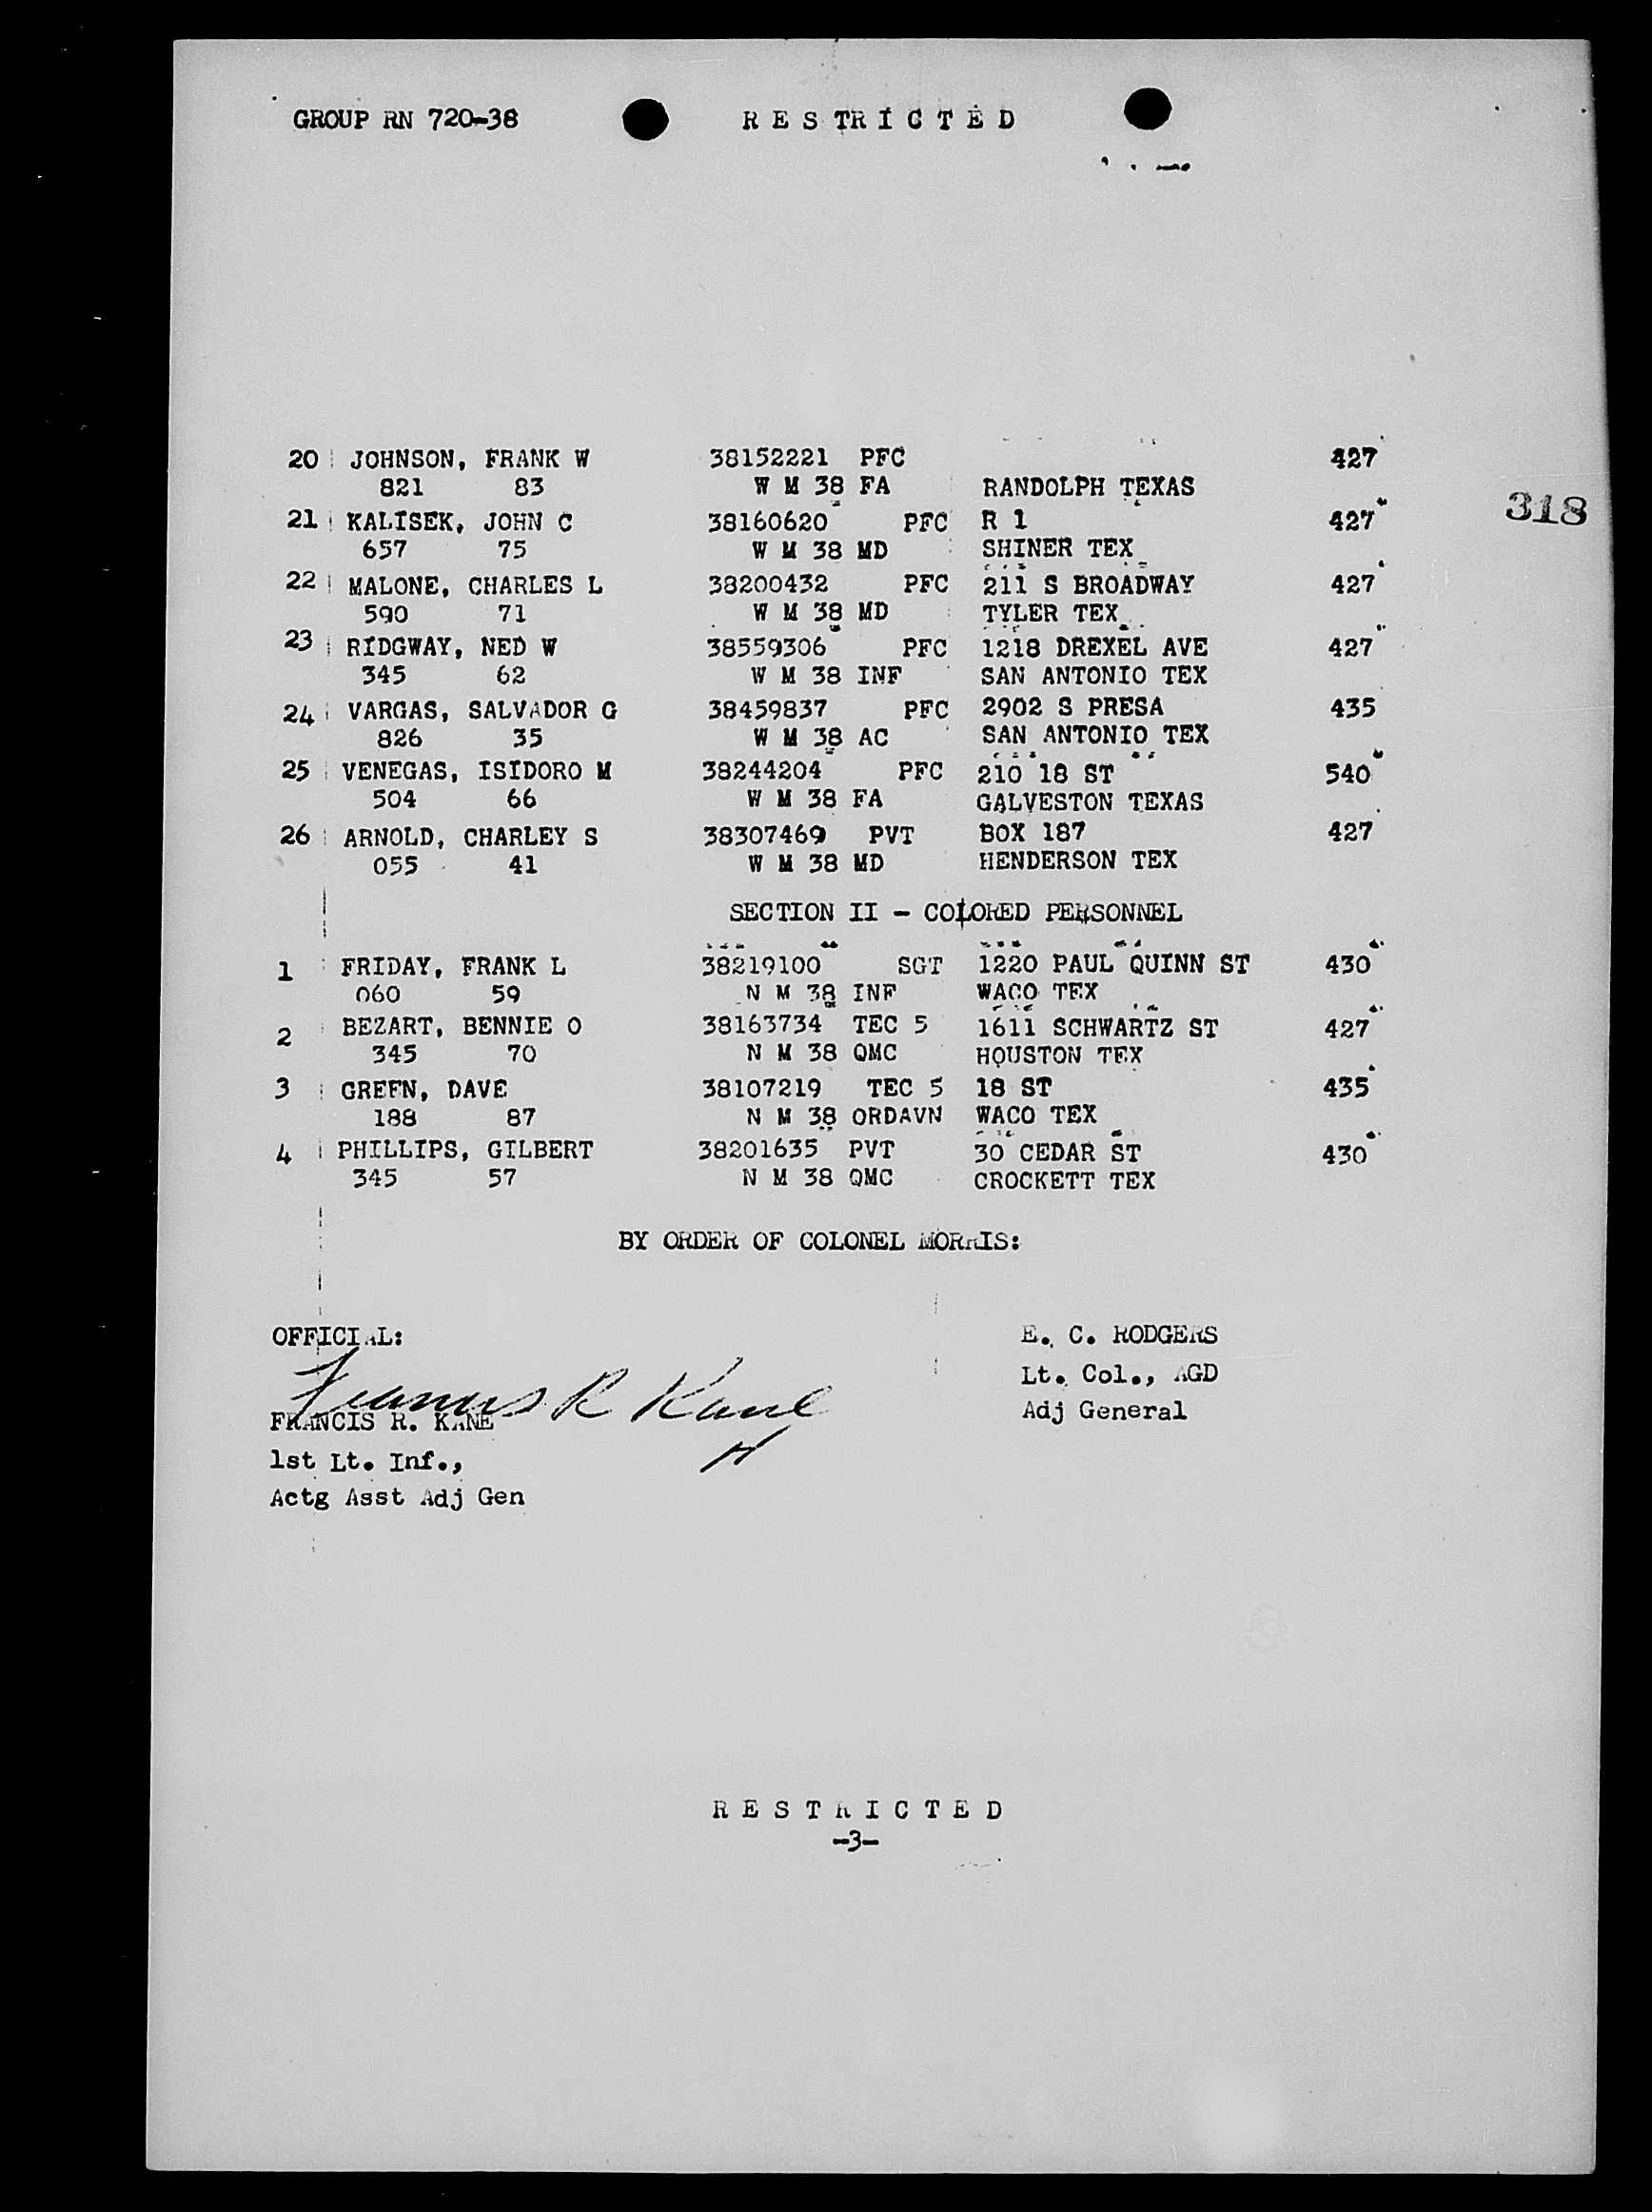 GROUP RN 720-38 R E S TR I C T E D
20 JOHNSON, FRANK W 38152221 PFC 427
821 83 W M 38 FA RANDOLPH TEXAS
318
21 KALISEK, JOHN C 38160620 PFC R 1 427
657 75 W M 38 MD SHINER TEX
22 MALONE, CHARLES L 38200432 PFC 211 S BROADWAY 427
590 71 W M 38 MD TYLER TEX
23 RIDGWAY, NED W 38559306 PFC 1218 DREXEL AVE 427
345 62 W M 38 INF SAN ANTONIO TEX
24 VARGAS, SALVADOR G 38459837 PFC 2902 S PRESA 435
826 35 W M 38 AC SAN ANTONIO TEX
25 VENEGAS, ISIDORO M 38244204 PFC 210 18 ST 540
504 66 W M 38 FA GALVESTON TEXAS
26 ARNOLD, CHARLEY S 38307469 PVT BOX 187 427
055 41 W M 38 MD HENDERSON TEX
SECTION II - COLORED PERSONNEL
1 FRIDAY, FRANK L 38219100 SGT 1220 PAUL QUINN ST 430
060 59 N M 38 INF WACO TEX
2 BEZART, BENNIE O 38163734 TEC 5 1611 SCHWARTZ ST 427
345 70 N M 38 QMC HOUSTON TEX
3 GREEN, DAVE 38107219 TEC 5 18 ST 435
188 87 N M 38 ORDAVN WACO TEX
4 PHILLIPS, GILBERT 38201635 PVT 30 CEDAR ST 430
345 57 N M 38 QMC CROCKETT TEX
BY ORDER OF COLONEL MORRIS:
OFFICIAL: E. C. RODGERS
Lt. Col., AGD
Francis R Kane
FRANCIS R. KANE Adj General
1st Lt. Inf.,
Actg Asst Adj Gen
R E S T R I C T E D
-3-